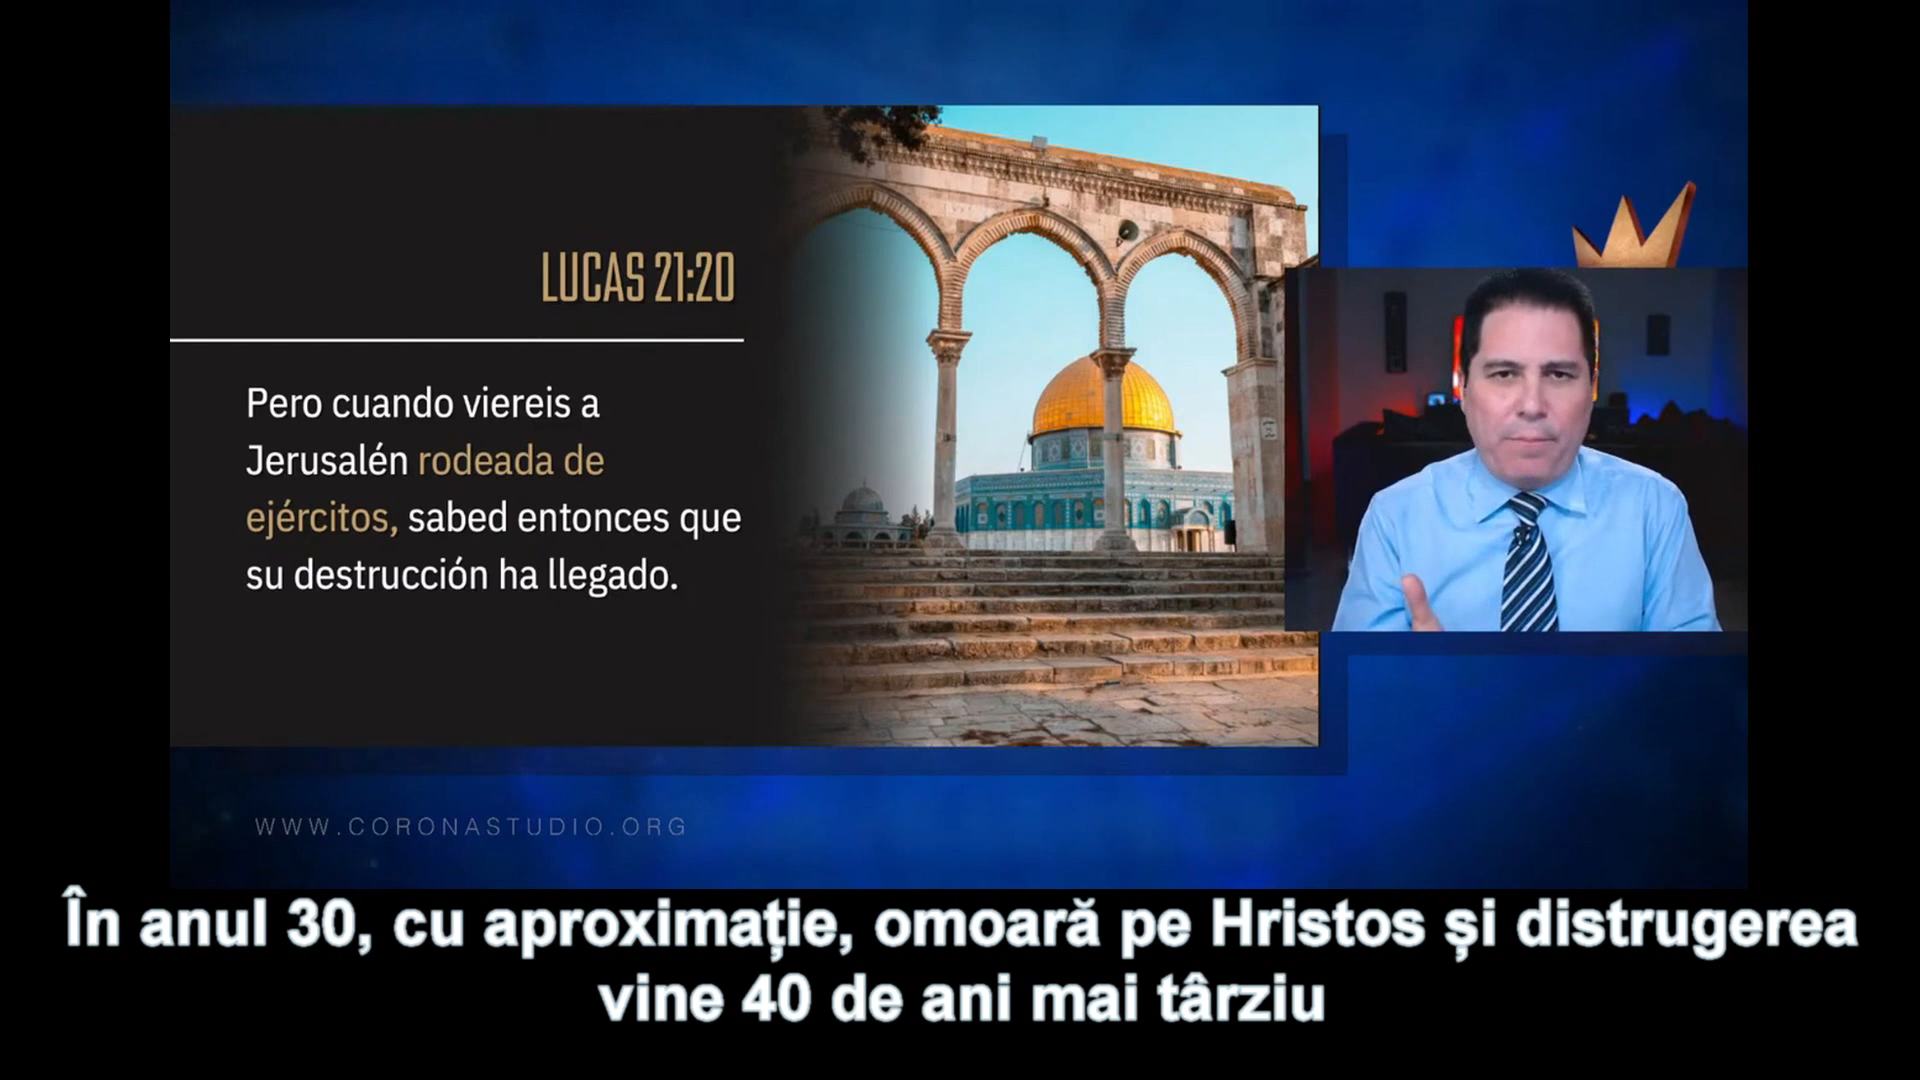 LUCAS 21:20
Pero cuando viereis a
Jerusalén rodeada de
ejércitos, sabed entonces que
su destrucción ha llegado.
WWW.CORONASTUDIO.ORG
În anul 30, cu aproximație, omoară pe Hristos și distrugerea
vine 40 de ani mai târziu